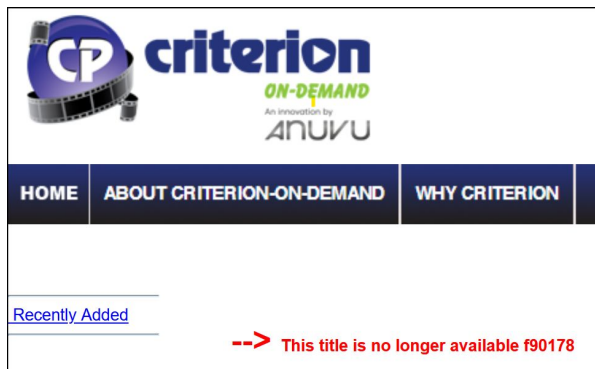 CP criterion
ON-DEMAND
An innovation by
ANUVU
HOME ABOUT CRITERION-ON-DEMAND WHY CRITERION
Recently Added
--> This title is no longer available f90178